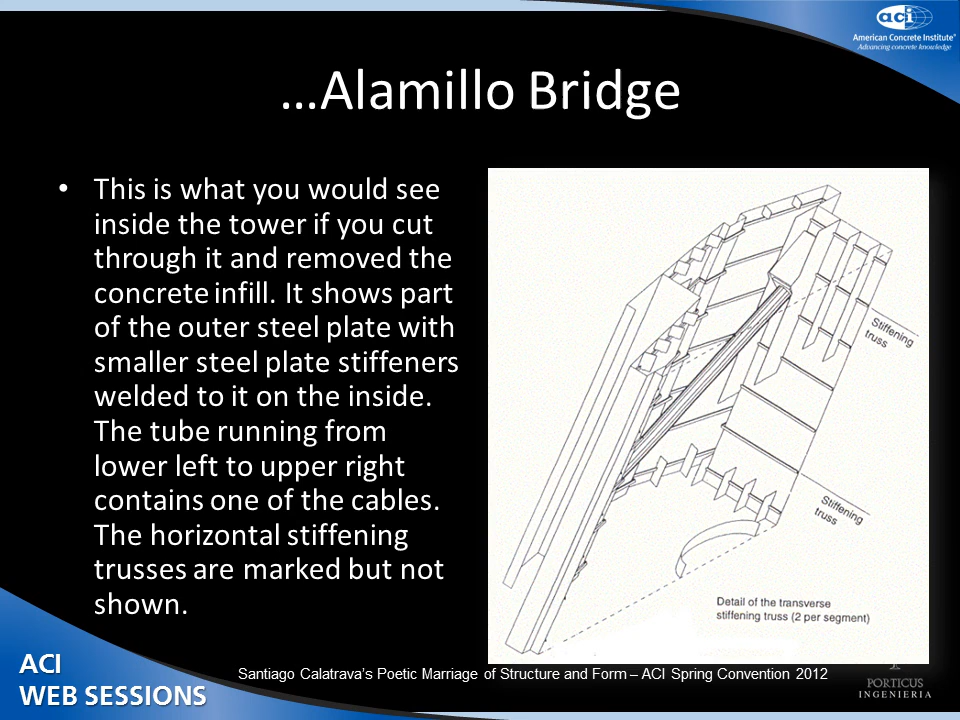 aci
American Concrete Institute®
Advancing concrete knowledge
...Alamillo Bridge
• This is what you would see
inside the tower if you cut
through it and removed the
concrete infill. It shows part
of the outer steel plate with
smaller steel plate stiffeners
welded to it on the inside.
The tube running from
lower left to upper right
contains one of the cables.
The horizontal stiffening
trusses are marked but not
shown.
Stiffening
truss
Stiffening
truss
Detail of the transverse
stiffening truss (2 per segment)
ACI
WEB SESSIONS
Santiago Calatrava's Poetic Marriage of Structure and Form – ACI Spring Convention 2012
PORTICUS
INGENIERIA